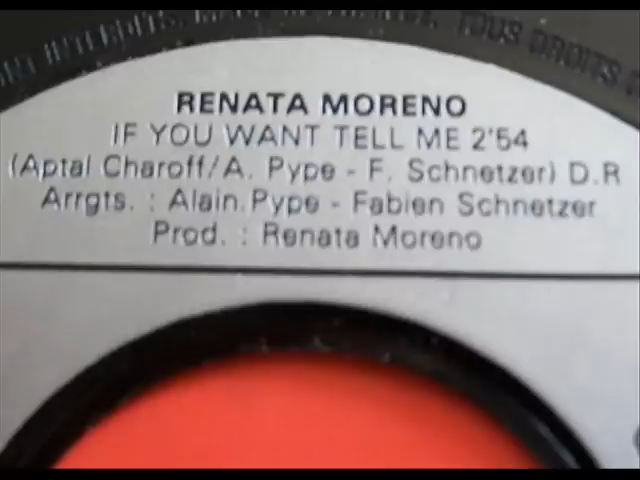 INTERDITS. TOUS DROITS
RENATA MORENO
IF YOU WANT TELL ME 2'54
(Aptal Charoff/A. Pype - F. Schnetzer) D.R
Arrgts. : Alain.Pype - Fabien Schnetzer
Prod. : Renata Moreno